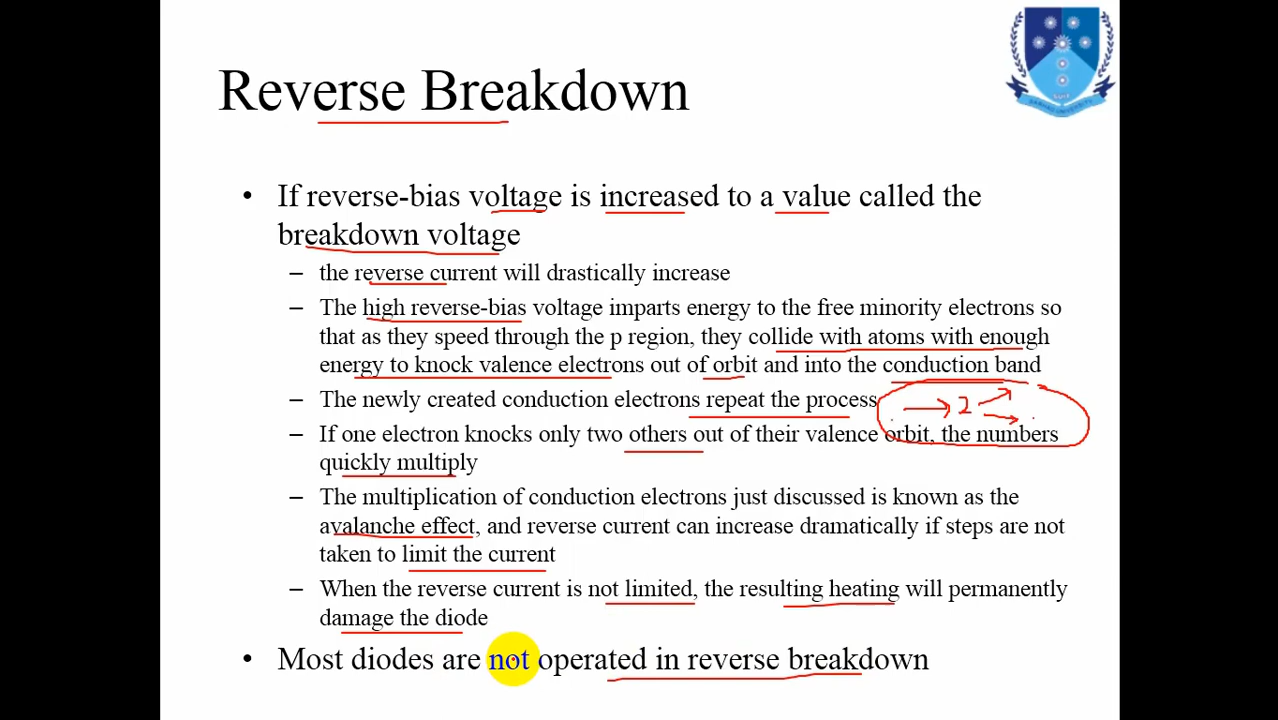 Reverse Breakdown
• If reverse-bias voltage is increased to a value called the
breakdown voltage
– the reverse current will drastically increase
– The high reverse-bias voltage imparts energy to the free minority electrons so
that as they speed through the p region, they collide with atoms with enough
energy to knock valence electrons out of orbit and into the conduction band
– The newly created conduction electrons repeat the process
2
– If one electron knocks only two others out of their valence orbit, the numbers
quickly multiply
– The multiplication of conduction electrons just discussed is known as the
avalanche effect, and reverse current can increase dramatically if steps are not
taken to limit the current
– When the reverse current is not limited, the resulting heating will permanently
damage the diode
• Most diodes are not operated in reverse breakdown